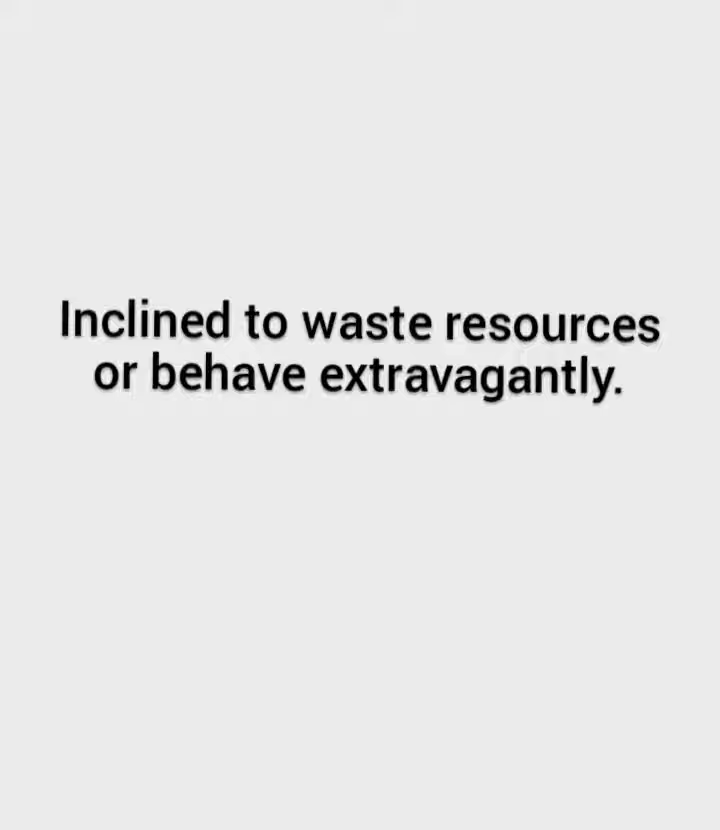 Inclined to waste resources
or behave extravagantly.